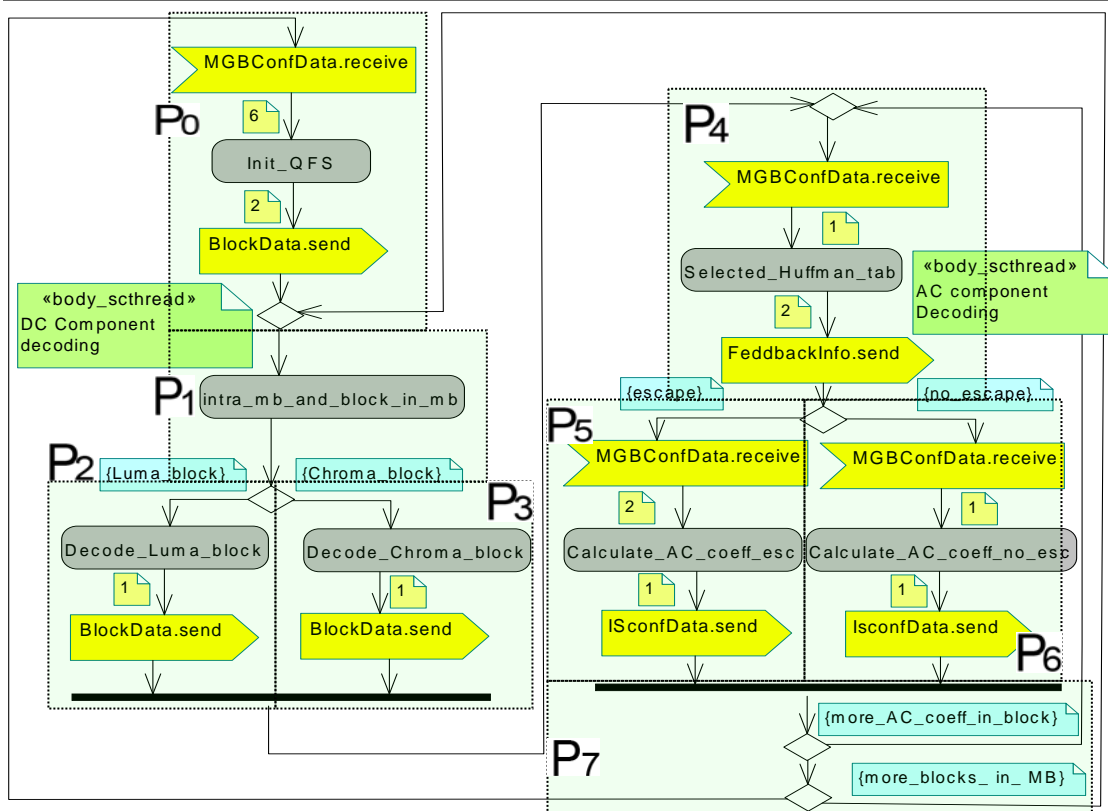 MGBConfData.receive
P0
6
Init_QFS
2
BlockData.send
«body_scthread»
DC Component
decoding
P1
intra_mb_and_block_in_mb
P2
{Luma_block}
{Chroma_block}
P3
Decode_Luma_block
Decode_Chroma_block
1
1
BlockData.send
BlockData.send
P4
MGBConfData.receive
1
Selected_Huffman_tab
«body_scthread»
AC component
Decoding
2
FeddbackInfo.send
{escape}
{no_escape}
P5
MGBConfData.receive
MGBConfData.receive
2
1
Calculate_AC_coeff_esc
Calculate_AC_coeff_no_esc
1
1
ISconfData.send
IsconfData.send
P6
{more_AC_coeff_in_block}
P7
{more_blocks_in_MB}